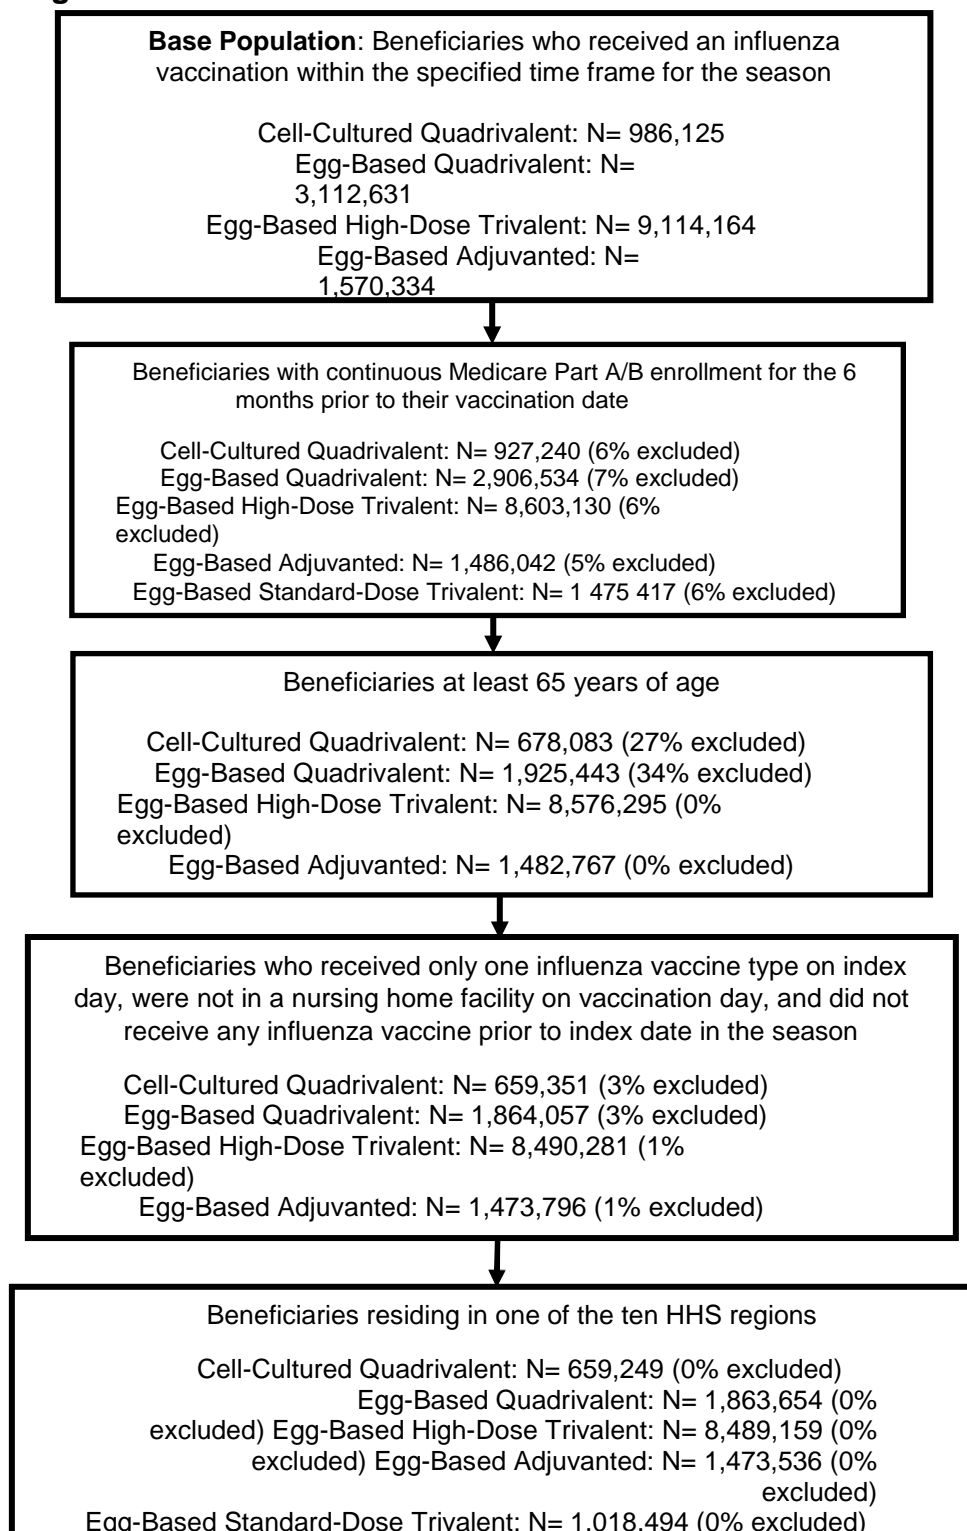 Base Population: Beneficiaries who received an influenza
vaccination within the specified time frame for the season
Cell-Cultured Quadrivalent: N= 986,125
Egg-Based Quadrivalent: N=
3,112,631
Egg-Based High-Dose Trivalent: N= 9,114,164
Egg-Based Adjuvanted: N=
1,570,334
Beneficiaries with continuous Medicare Part A/B enrollment for the 6
months prior to their vaccination date
Cell-Cultured Quadrivalent: N= 927,240 (6% excluded)
Egg-Based Quadrivalent: N= 2,906,534 (7% excluded)
Egg-Based High-Dose Trivalent: N= 8,603,130 (6%
excluded)
Egg-Based Adjuvanted: N= 1,486,042 (5% excluded)
Egg-Based Standard-Dose Trivalent: N= 1 475 417 (6% excluded)
Beneficiaries at least 65 years of age
Cell-Cultured Quadrivalent: N= 678,083 (27% excluded)
Egg-Based Quadrivalent: N= 1,925,443 (34% excluded)
Egg-Based High-Dose Trivalent: N= 8,576,295 (0%
excluded)
Egg-Based Adjuvanted: N= 1,482,767 (0% excluded)
Beneficiaries who received only one influenza vaccine type on index
day, were not in a nursing home facility on vaccination day, and did not
receive any influenza vaccine prior to index date in the season
Cell-Cultured Quadrivalent: N= 659,351 (3% excluded)
Egg-Based Quadrivalent: N= 1,864,057 (3% excluded)
Egg-Based High-Dose Trivalent: N= 8,490,281 (1%
excluded)
Egg-Based Adjuvanted: N= 1,473,796 (1% excluded)
Beneficiaries residing in one of the ten HHS regions
Cell-Cultured Quadrivalent: N= 659,249 (0% excluded)
Egg-Based Quadrivalent: N= 1,863,654 (0%
excluded) Egg-Based High-Dose Trivalent: N= 8,489,159 (0%
excluded) Egg-Based Adjuvanted: N= 1,473,536 (0%
excluded)
Egg-Based Standard-Dose Trivalent: N= 1,018,494 (0% excluded)